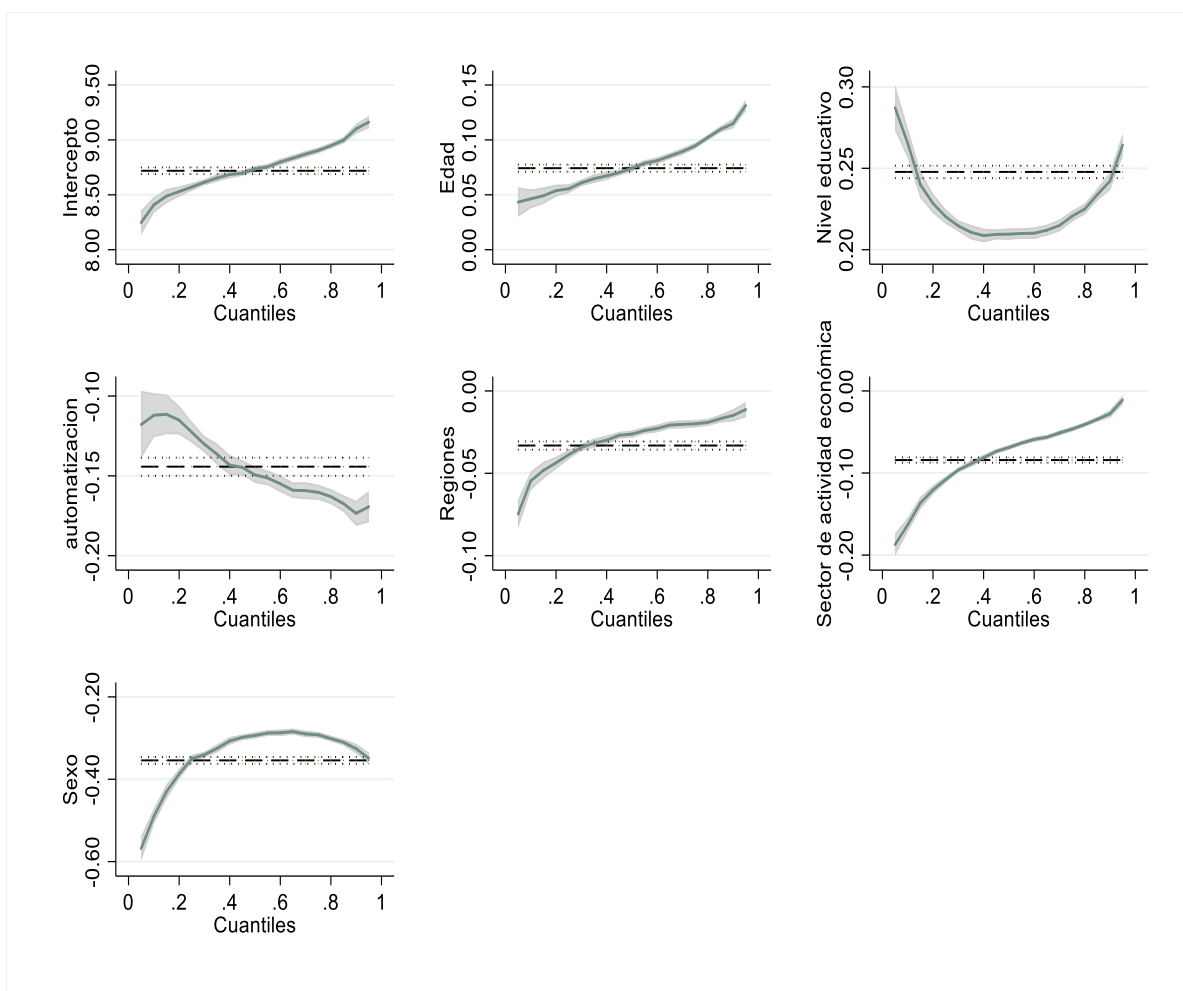 Intercepto
9.50
9.00
8.50
8.00
0 .2 .4 .6 .8 1
Cuantiles
Edad
0.15
0.10
0.05
0.00
0 .2 .4 .6 .8 1
Cuantiles
Nivel educativo
0.30
0.25
0.20
0 .2 .4 .6 .8 1
Cuantiles
automatizacion
-0.10
-0.15
-0.20
0 .2 .4 .6 .8 1
Cuantiles
Regiones
0.00
-0.05
-0.10
0 .2 .4 .6 .8 1
Cuantiles
Sector de actividad económica
0.00
-0.10
-0.20
0 .2 .4 .6 .8 1
Cuantiles
Sexo
-0.20
-0.40
-0.60
0 .2 .4 .6 .8 1
Cuantiles